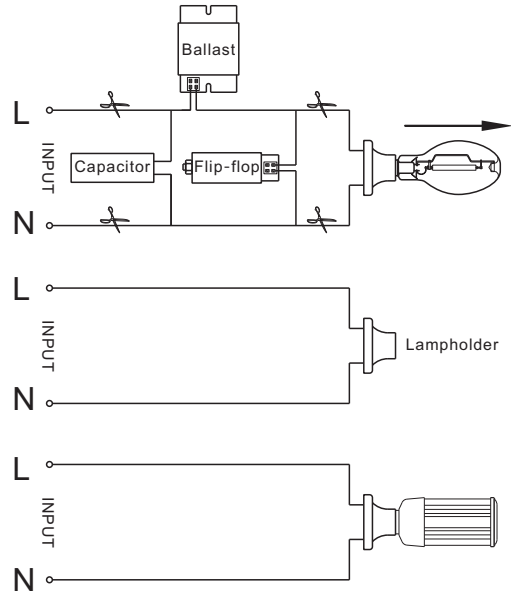 Ballast
L
INPUT
Capacitor
Flip-flop
N
L
INPUT
Lampholder
N
L
INPUT
N